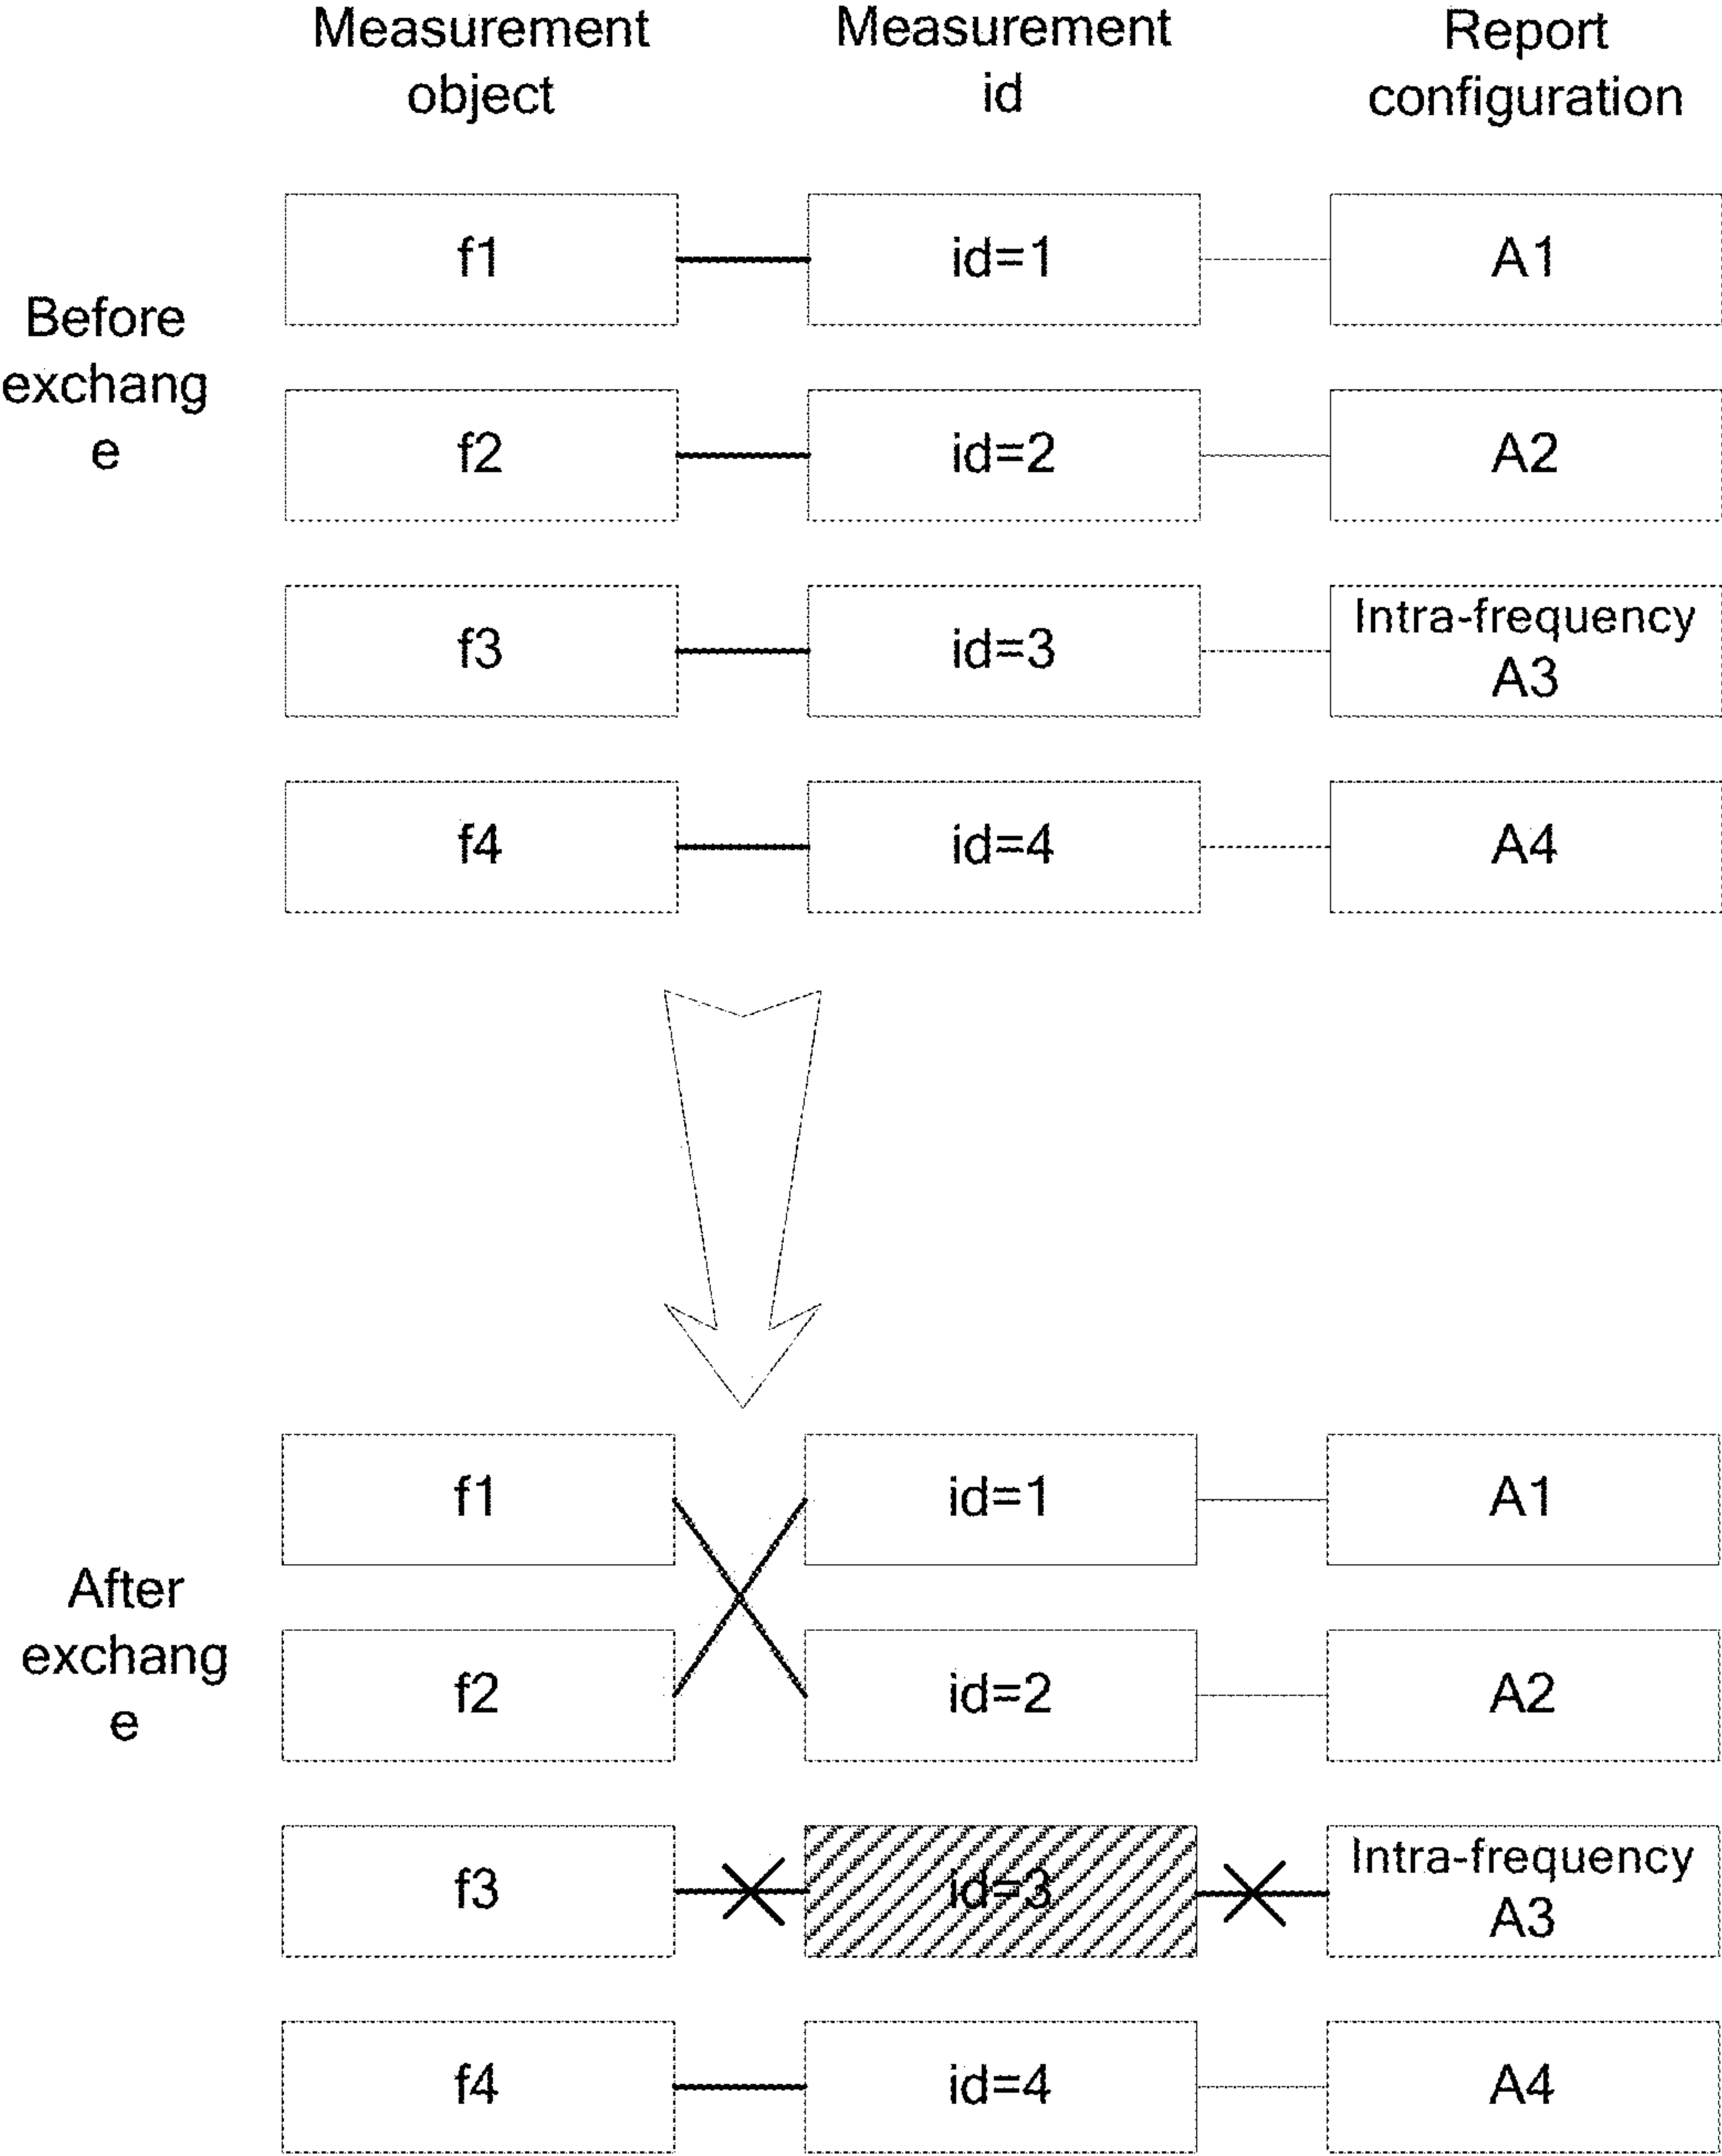 Measurement
object
Measurement
id
Report
configuration
Before
exchang
e
f1
id=1
A1
f2
id=2
A2
f3
id=3
Intra-frequency
A3
f4
id=4
A4
After
exchang
e
f1
id=1
A1
f2
id=2
A2
f3
id=3
Intra-frequency
A3
f4
id=4
A4